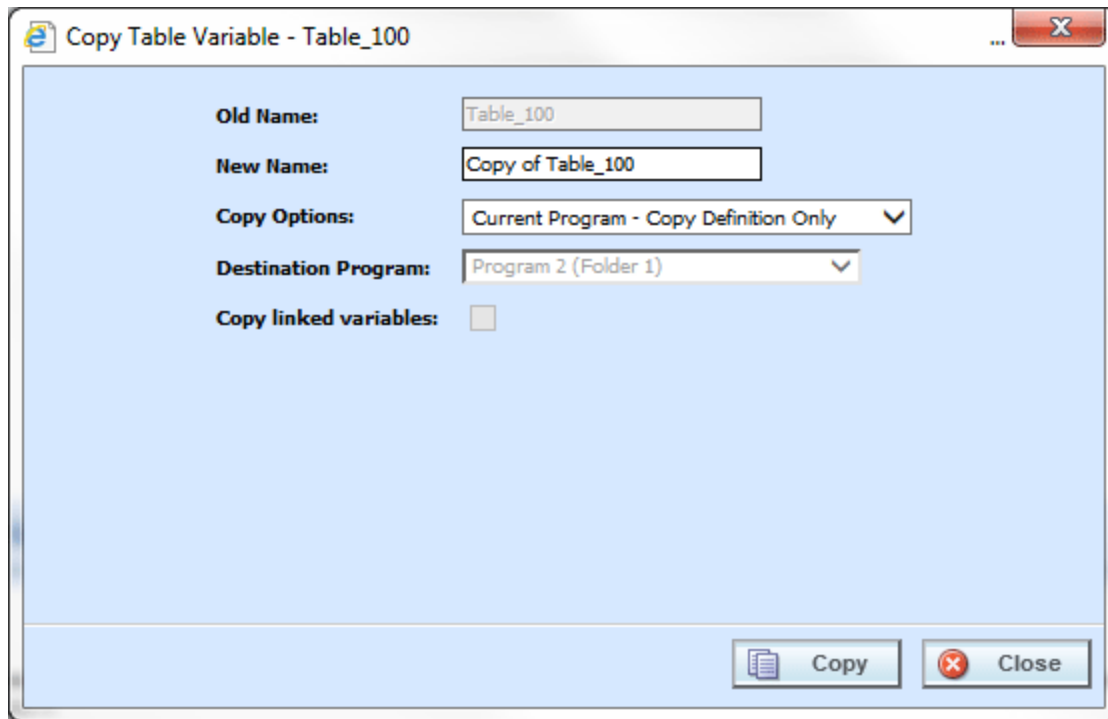 Copy Table Variable - Table_100
...
Old Name: Table_100
New Name: Copy of Table_100
Copy Options: Current Program - Copy Definition Only
Destination Program: Program 2 (Folder 1)
Copy linked variables:
Copy Close